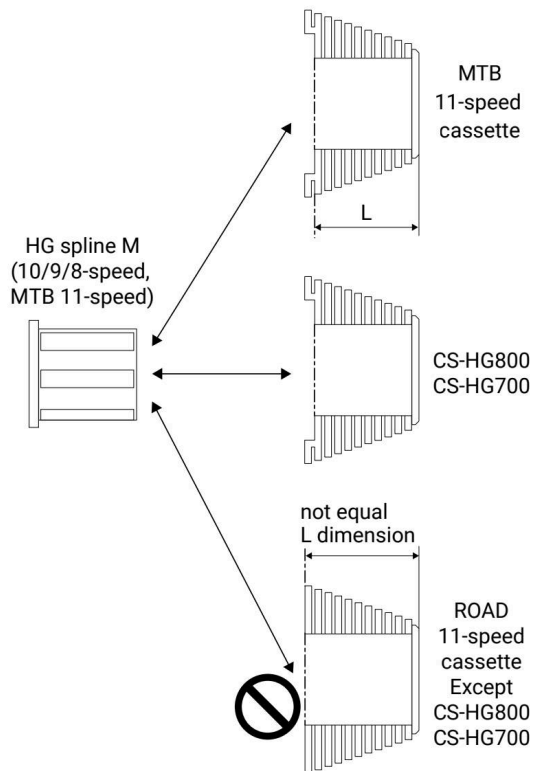 MTB
11-speed
cassette
L
HG spline M
(10/9/8-speed,
MTB 11-speed)
CS-HG800
CS-HG700
not equal
L dimension
ROAD
11-speed
cassette
Except
CS-HG800
CS-HG700